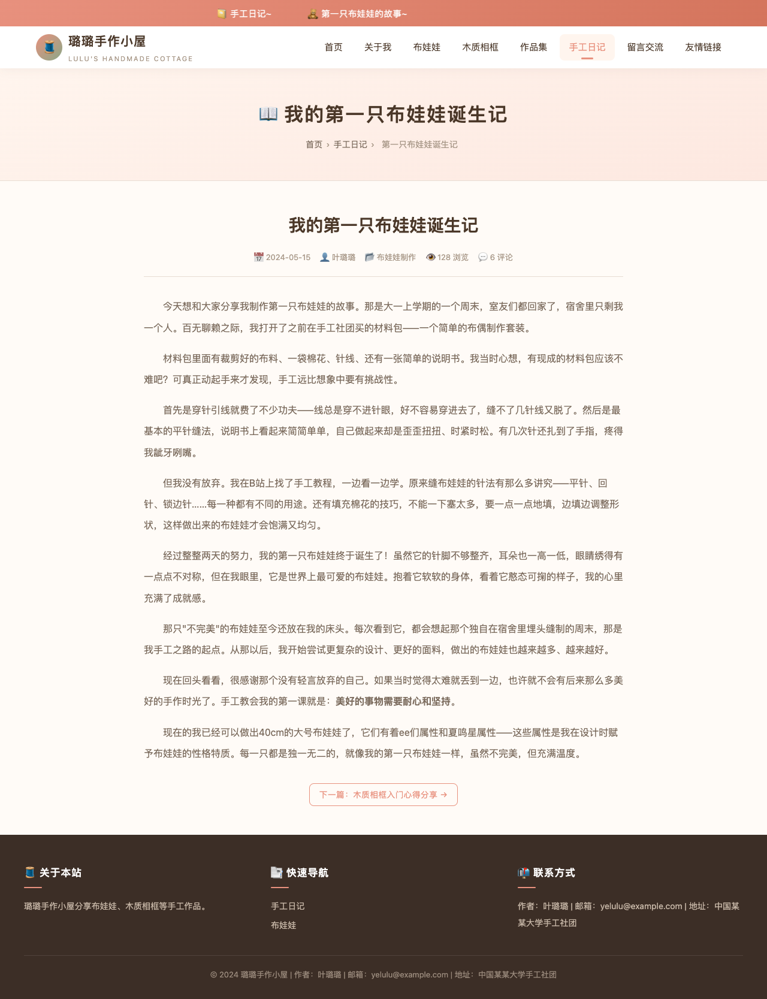 手工日记~ 第一只布娃娃的故事~
璐璐手作小屋
LULU'S HANDMADE COTTAGE
首页 关于我 布娃娃 木质相框 作品集 手工日记 留言交流 友情链接
我的第一只布娃娃诞生记
首页 › 手工日记 › 第一只布娃娃诞生记
我的第一只布娃娃诞生记
2024-05-15 叶璐璐 布娃娃制作 128 浏览 6 评论
今天想和大家分享我制作第一只布娃娃的故事。那是大一上学期的一个周末，室友们都回家了，宿舍里只剩我
一个人。百无聊赖之际，我打开了之前在手工社团买的材料包——一个简单的布偶制作套装。
材料包里面有裁剪好的布料、一袋棉花、针线、还有一张简单的说明书。我当时心想，有现成的材料包应该不
难吧？可真正动起手来才发现，手工远比想象中要有挑战性。
首先是穿针引线就费了不少功夫——线总是穿不进针眼，好不容易穿进去了，缝不了几针线又脱了。然后是最
基本的平针缝法，说明书上看起来简简单单，自己做起来却是歪歪扭扭、时紧时松。有几次针还扎到了手指，疼得
我龇牙咧嘴。
但我没有放弃。我在B站上找了手工教程，一边看一边学。原来缝布娃娃的针法有那么多讲究——平针、回
针、锁边针……每一种都有不同的用途。还有填充棉花的技巧，不能一下塞太多，要一点一点地填，边填边调整形
状，这样做出来的布娃娃才会饱满又均匀。
经过整整两天的努力，我的第一只布娃娃终于诞生了！虽然它的针脚不够整齐，耳朵也一高一低，眼睛绣得有
一点点不对称，但在我眼里，它是世界上最可爱的布娃娃。抱着它软软的身体，看着它憨态可掬的样子，我的心里
充满了成就感。
那只"不完美"的布娃娃至今还放在我的床头。每次看到它，都会想起那个独自在宿舍里埋头缝制的周末，那是
我手工之路的起点。从那以后，我开始尝试更复杂的设计、更好的面料，做出的布娃娃也越来越多、越来越好。
现在回头看看，很感谢那个没有轻言放弃的自己。如果当时觉得太难就丢到一边，也许就不会有后来那么多美
好的手作时光了。手工教会我的第一课就是：美好的事物需要耐心和坚持。
现在的我已经可以做出40cm的大号布娃娃了，它们有着ee们属性和夏鸣星属性——这些属性是我在设计时赋
予布娃娃的性格特质。每一只都是独一无二的，就像我的第一只布娃娃一样，虽然不完美，但充满温度。
下一篇：木质相框入门心得分享 →
关于本站
璐璐手作小屋分享布娃娃、木质相框等手工作品。
快速导航
手工日记
布娃娃
联系方式
作者：叶璐璐 | 邮箱：yelulu@example.com | 地址：中国某
某大学手工社团
© 2024 璐璐手作小屋 | 作者：叶璐璐 | 邮箱：yelulu@example.com | 地址：中国某某大学手工社团